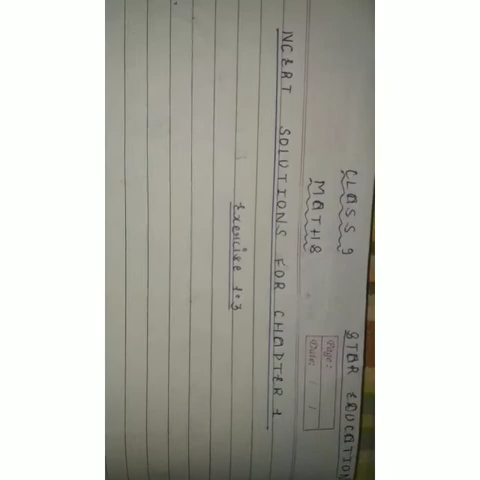 STAR EDUCATION
CLASS 9
Page:
Date: / /
MATHS
NCERT SOLUTIONS FOR CHAPTER 1
Exercise 1.3